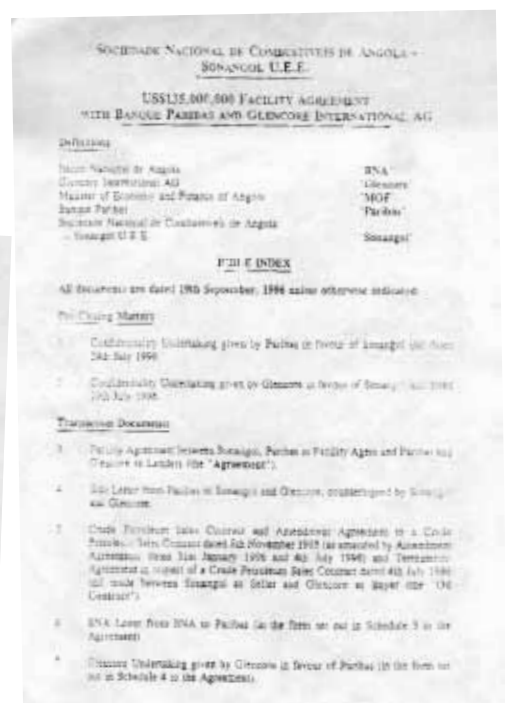 SOCIEDADE NACIONAL DE COMBUSTIVEIS DE ANGOLA -
SONANGOL U.E.E.
US$135,000,000 FACILITY AGREEMENT
WITH BANQUE PARIBAS AND GLENCORE INTERNATIONAL AG
Definitions
Banco Nacional de Angola "BNA"
Glencore International AG "Glencore"
Minister of Economy and Finance of Angola "MOF"
Banque Paribas "Paribas"
Sociedade Nacional de Combustiveis de Angola
- Sonangol U.E.E. "Sonangol"
BIBLE INDEX
All documents are dated 19th September, 1996 unless otherwise indicated
Pre-Closing Matters
1. Confidentiality Undertaking given by Paribas in favour of Sonangol and dated
July 1996.
2. Confidentiality Undertaking given by Glencore in favour of Sonangol and dated
July 1996.
Transaction Documents
3. Facility Agreement between Sonangol, Paribas as Facility Agent and Paribas and
Glencore as Lenders (the "Agreement").
4. Side Letter from Paribas to Sonangol and Glencore, countersigned by Sonangol
and Glencore.
5. Crude Petroleum Sales Contract and Amendment Agreement to a Crude
Petroleum Sales Contract dated 8th November 1995 (as amended by Amendment
Agreements dated 31st January 1996 and 4th July 1996) and Termination
Agreement in respect of a Crude Petroleum Sales Contract dated 4th July 1996
all made between Sonangol as Seller and Glencore as Buyer (the "Oil
Contract")
6. BNA Letter from BNA to Paribas (in the form set out in Schedule 3 to the
Agreement)
7. Glencore Undertaking given by Glencore in favour of Paribas (in the form set
out in Schedule 4 to the Agreement).